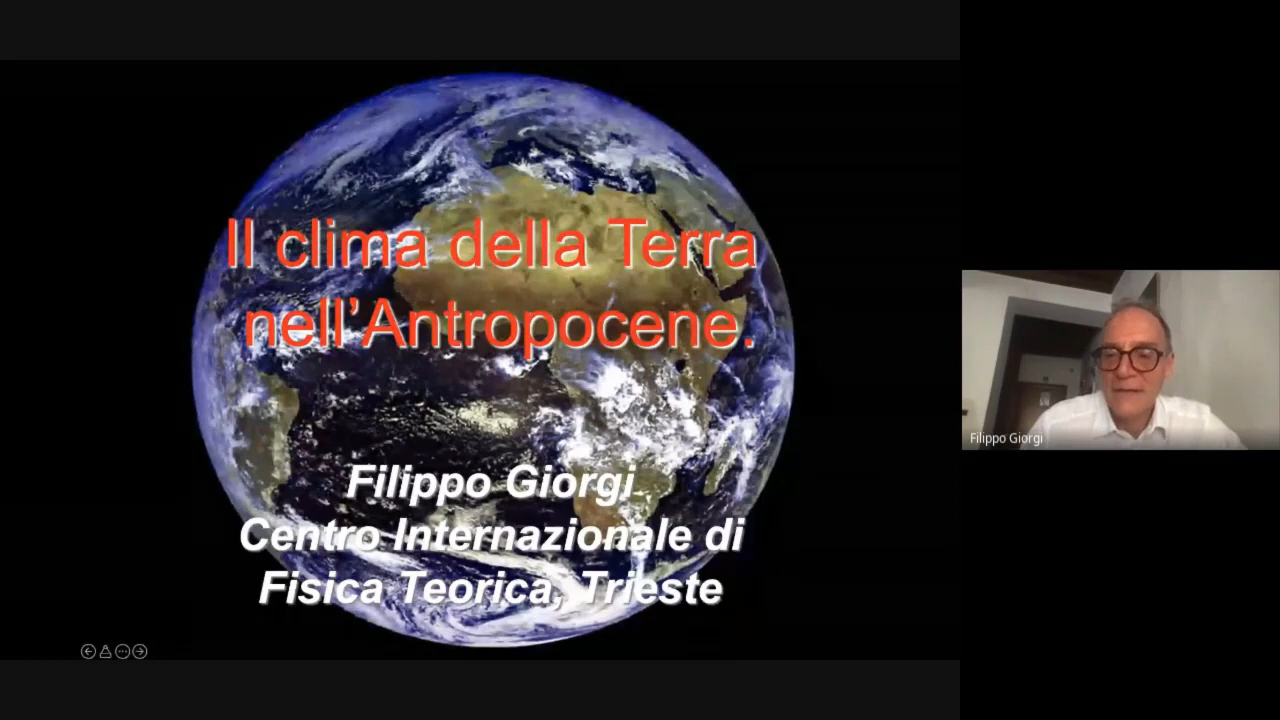 Il clima della Terra
nell’Antropocene.
Filippo Giorgi
Centro Internazionale di
Fisica Teorica, Trieste
Filippo Giorgi